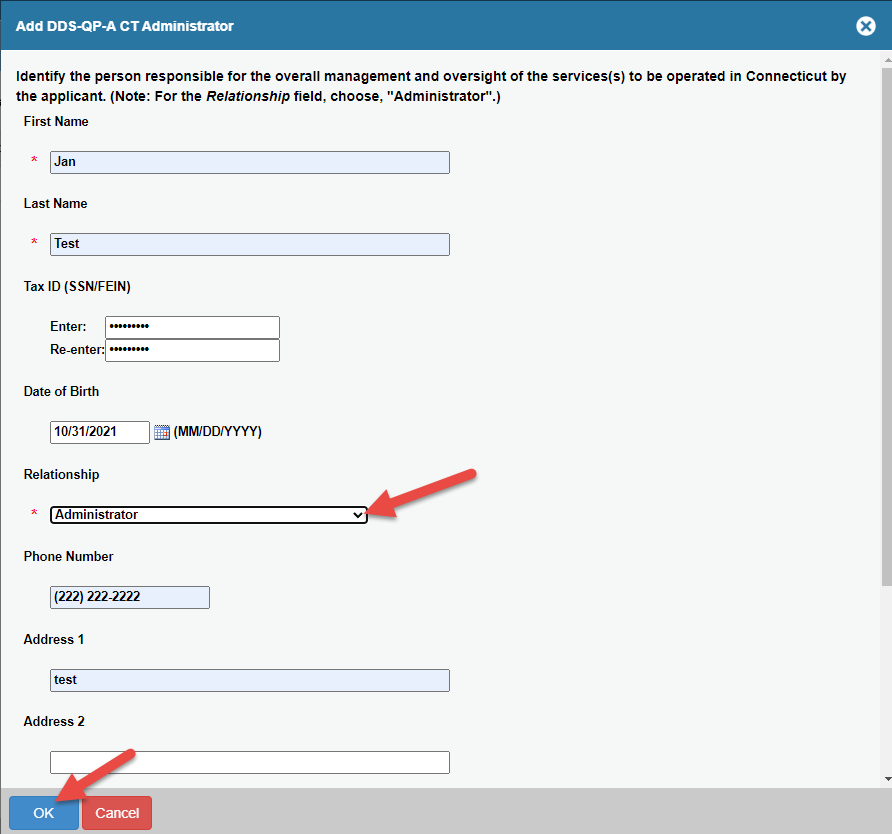 Add DDS-QP-A CT Administrator
Identify the person responsible for the overall management and oversight of the services(s) to be operated in Connecticut by
the applicant. (Note: For the Relationship field, choose, "Administrator".)
First Name
* Jan
Last Name
* Test
Tax ID (SSN/FEIN)
Enter: •••••••••
Re-enter: •••••••••
Date of Birth
10/31/2021 (MM/DD/YYYY)
Relationship
* Administrator
Phone Number
(222) 222-2222
Address 1
test
Address 2
OK Cancel